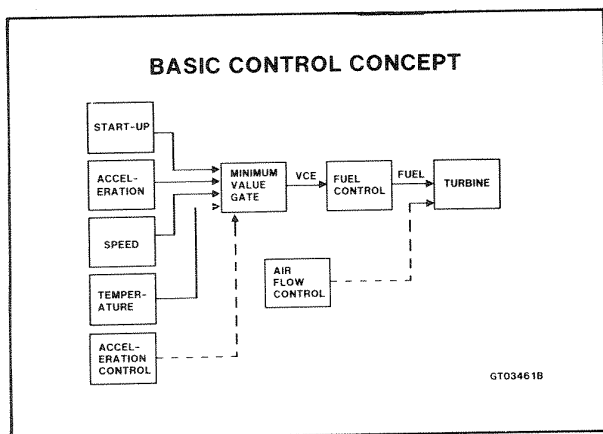 BASIC CONTROL CONCEPT
START-UP
ACCEL-
ERATION
SPEED
TEMPER-
ATURE
ACCEL-
ERATION
CONTROL
MINIMUM
VALUE
GATE
VCE
FUEL
CONTROL
FUEL
TURBINE
AIR
FLOW
CONTROL
GT03461B